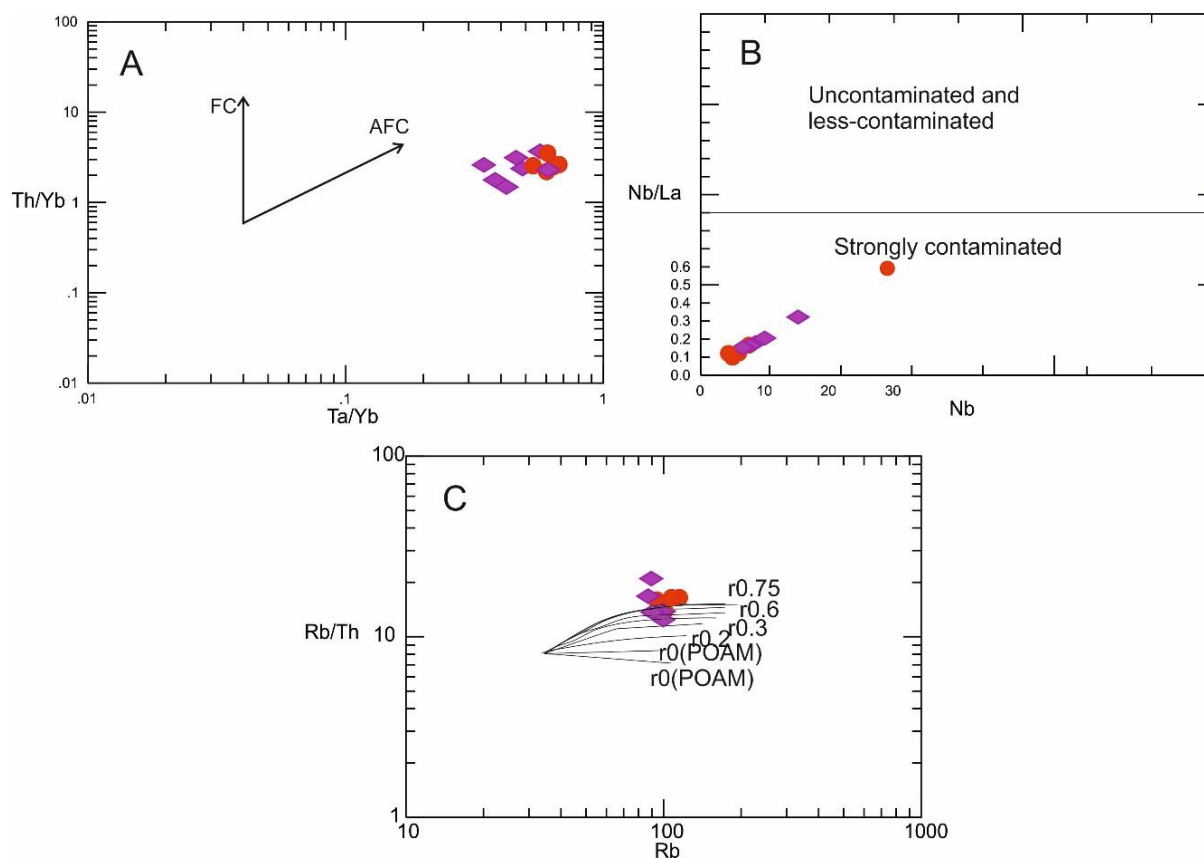 A
100
10
1
.1
.01
Th/Yb
FC
AFC
.01
.1
1
Ta/Yb
B
Uncontaminated and
less-contaminated
Nb/La
Strongly contaminated
0.6
0.5
0.4
0.3
0.2
0.1
0.0
0
10
20
30
Nb
C
100
10
1
Rb/Th
r0.75
r0.6
r0.3
r0.2
r0(POAM)
r0(POAM)
10
100
1000
Rb